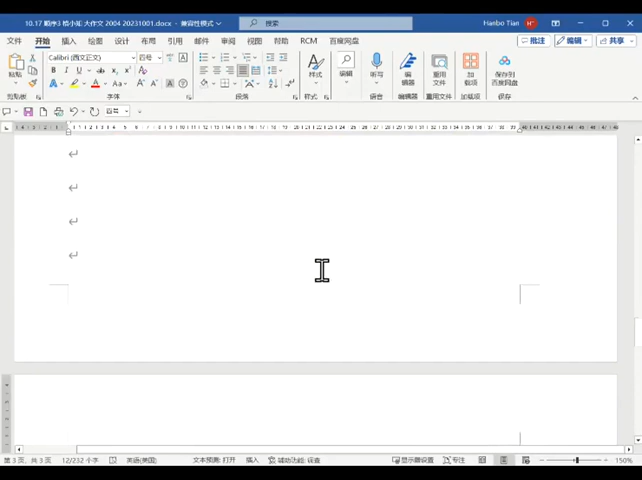 10.17 顺序3 格小知 大作文 2004 20231001.docx - 兼容性模式
搜索
Hanbo Tian
文件 开始 插入 绘图 设计 布局 引用 邮件 审阅 视图 帮助 RCM 百度网盘 批注 编辑 共享
Calibri (西文正文) 四号
粘贴 样式 编辑 听写 编辑器 重用文件 加载项 保存到百度网盘
剪贴板 字体 段落 样式 语音 编辑器 重用文件 加载项 保存
四号
第 3 页, 共 3 页 12/232 个字 英语(美国) 文本预测: 打开 插入 辅助功能: 调查 显示器设置 专注 150%